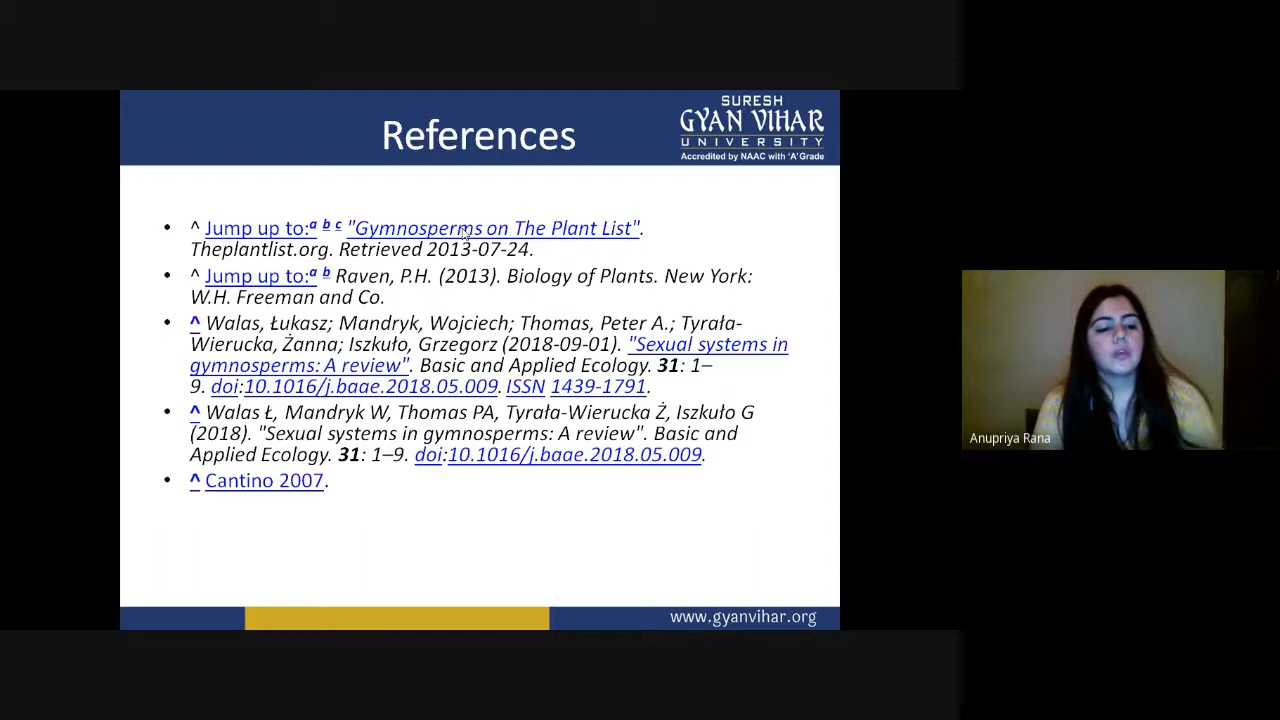 References
SURESH
GYAN VIHAR
UNIVERSITY
Accredited by NAAC with 'A' Grade
• ^ Jump up to:a b c "Gymnosperms on The Plant List".
Theplantlist.org. Retrieved 2013-07-24.
• ^ Jump up to:a b Raven, P.H. (2013). Biology of Plants. New York:
W.H. Freeman and Co.
• ^ Walas, Łukasz; Mandryk, Wojciech; Thomas, Peter A.; Tyrała-
Wierucka, Żanna; Iszkuło, Grzegorz (2018-09-01). "Sexual systems in
gymnosperms: A review". Basic and Applied Ecology. 31: 1–
9. doi:10.1016/j.baae.2018.05.009. ISSN 1439-1791.
• ^ Walas Ł, Mandryk W, Thomas PA, Tyrała-Wierucka Ż, Iszkuło G
(2018). "Sexual systems in gymnosperms: A review". Basic and
Applied Ecology. 31: 1–9. doi:10.1016/j.baae.2018.05.009.
• ^ Cantino 2007.
www.gyanvihar.org
Anupriya Rana